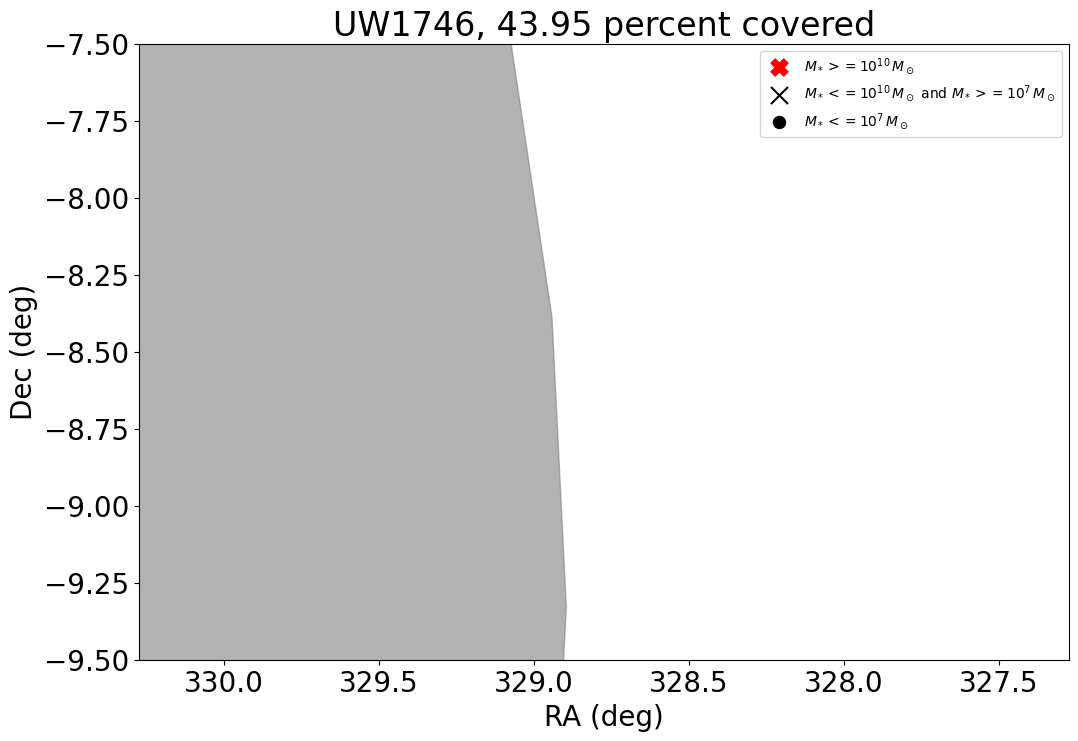 UW1746, 43.95 percent covered
M* >= 10^10 M⊙
M* <= 10^10 M⊙ and M* >= 10^7 M⊙
M* <= 10^7 M⊙
−7.50
−7.75
−8.00
−8.25
−8.50
−8.75
−9.00
−9.25
−9.50
Dec (deg)
330.0 329.5 329.0 328.5 328.0 327.5
RA (deg)